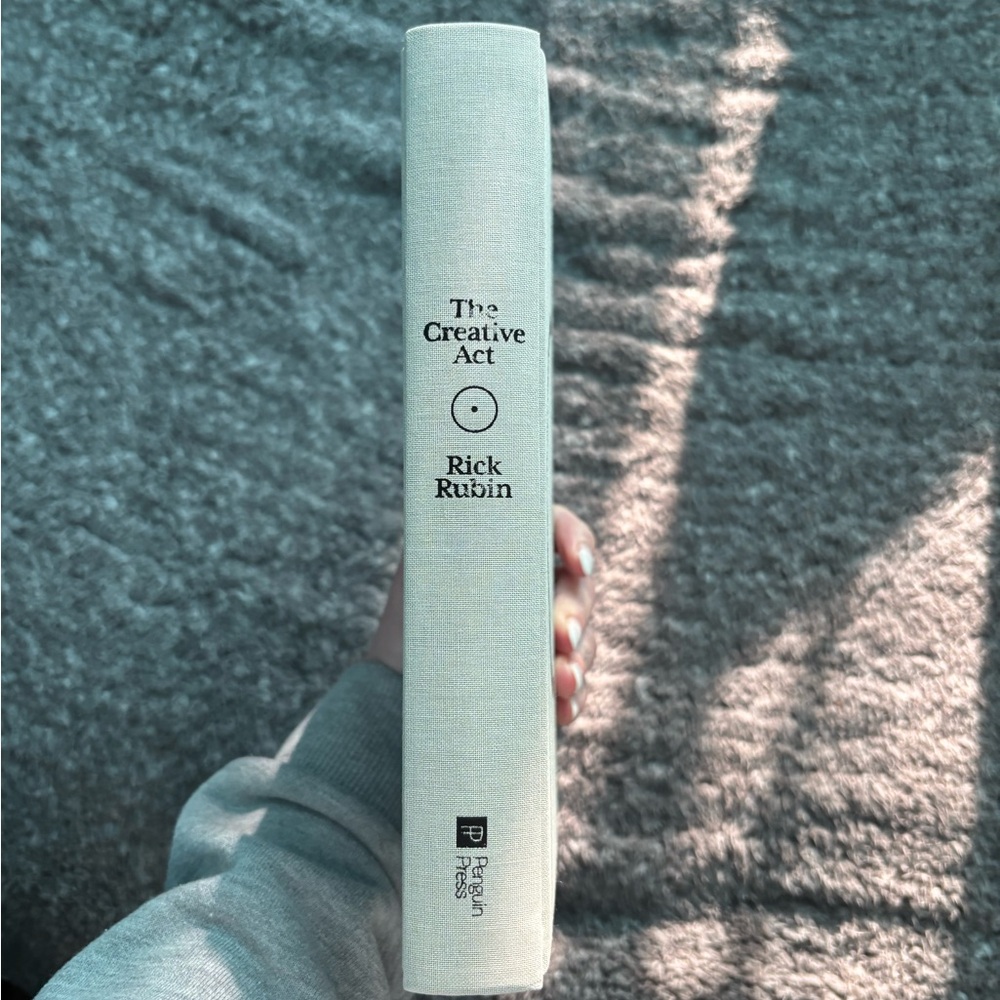 The
Creative
Act
Rick
Rubin
Penguin
Press